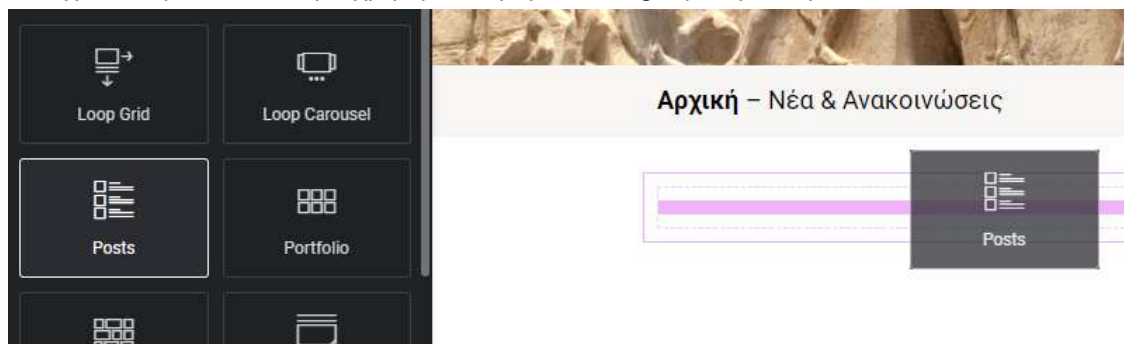 Loop Grid
Loop Carousel
Αρχική – Νέα & Ανακοινώσεις
Posts
Portfolio
Posts